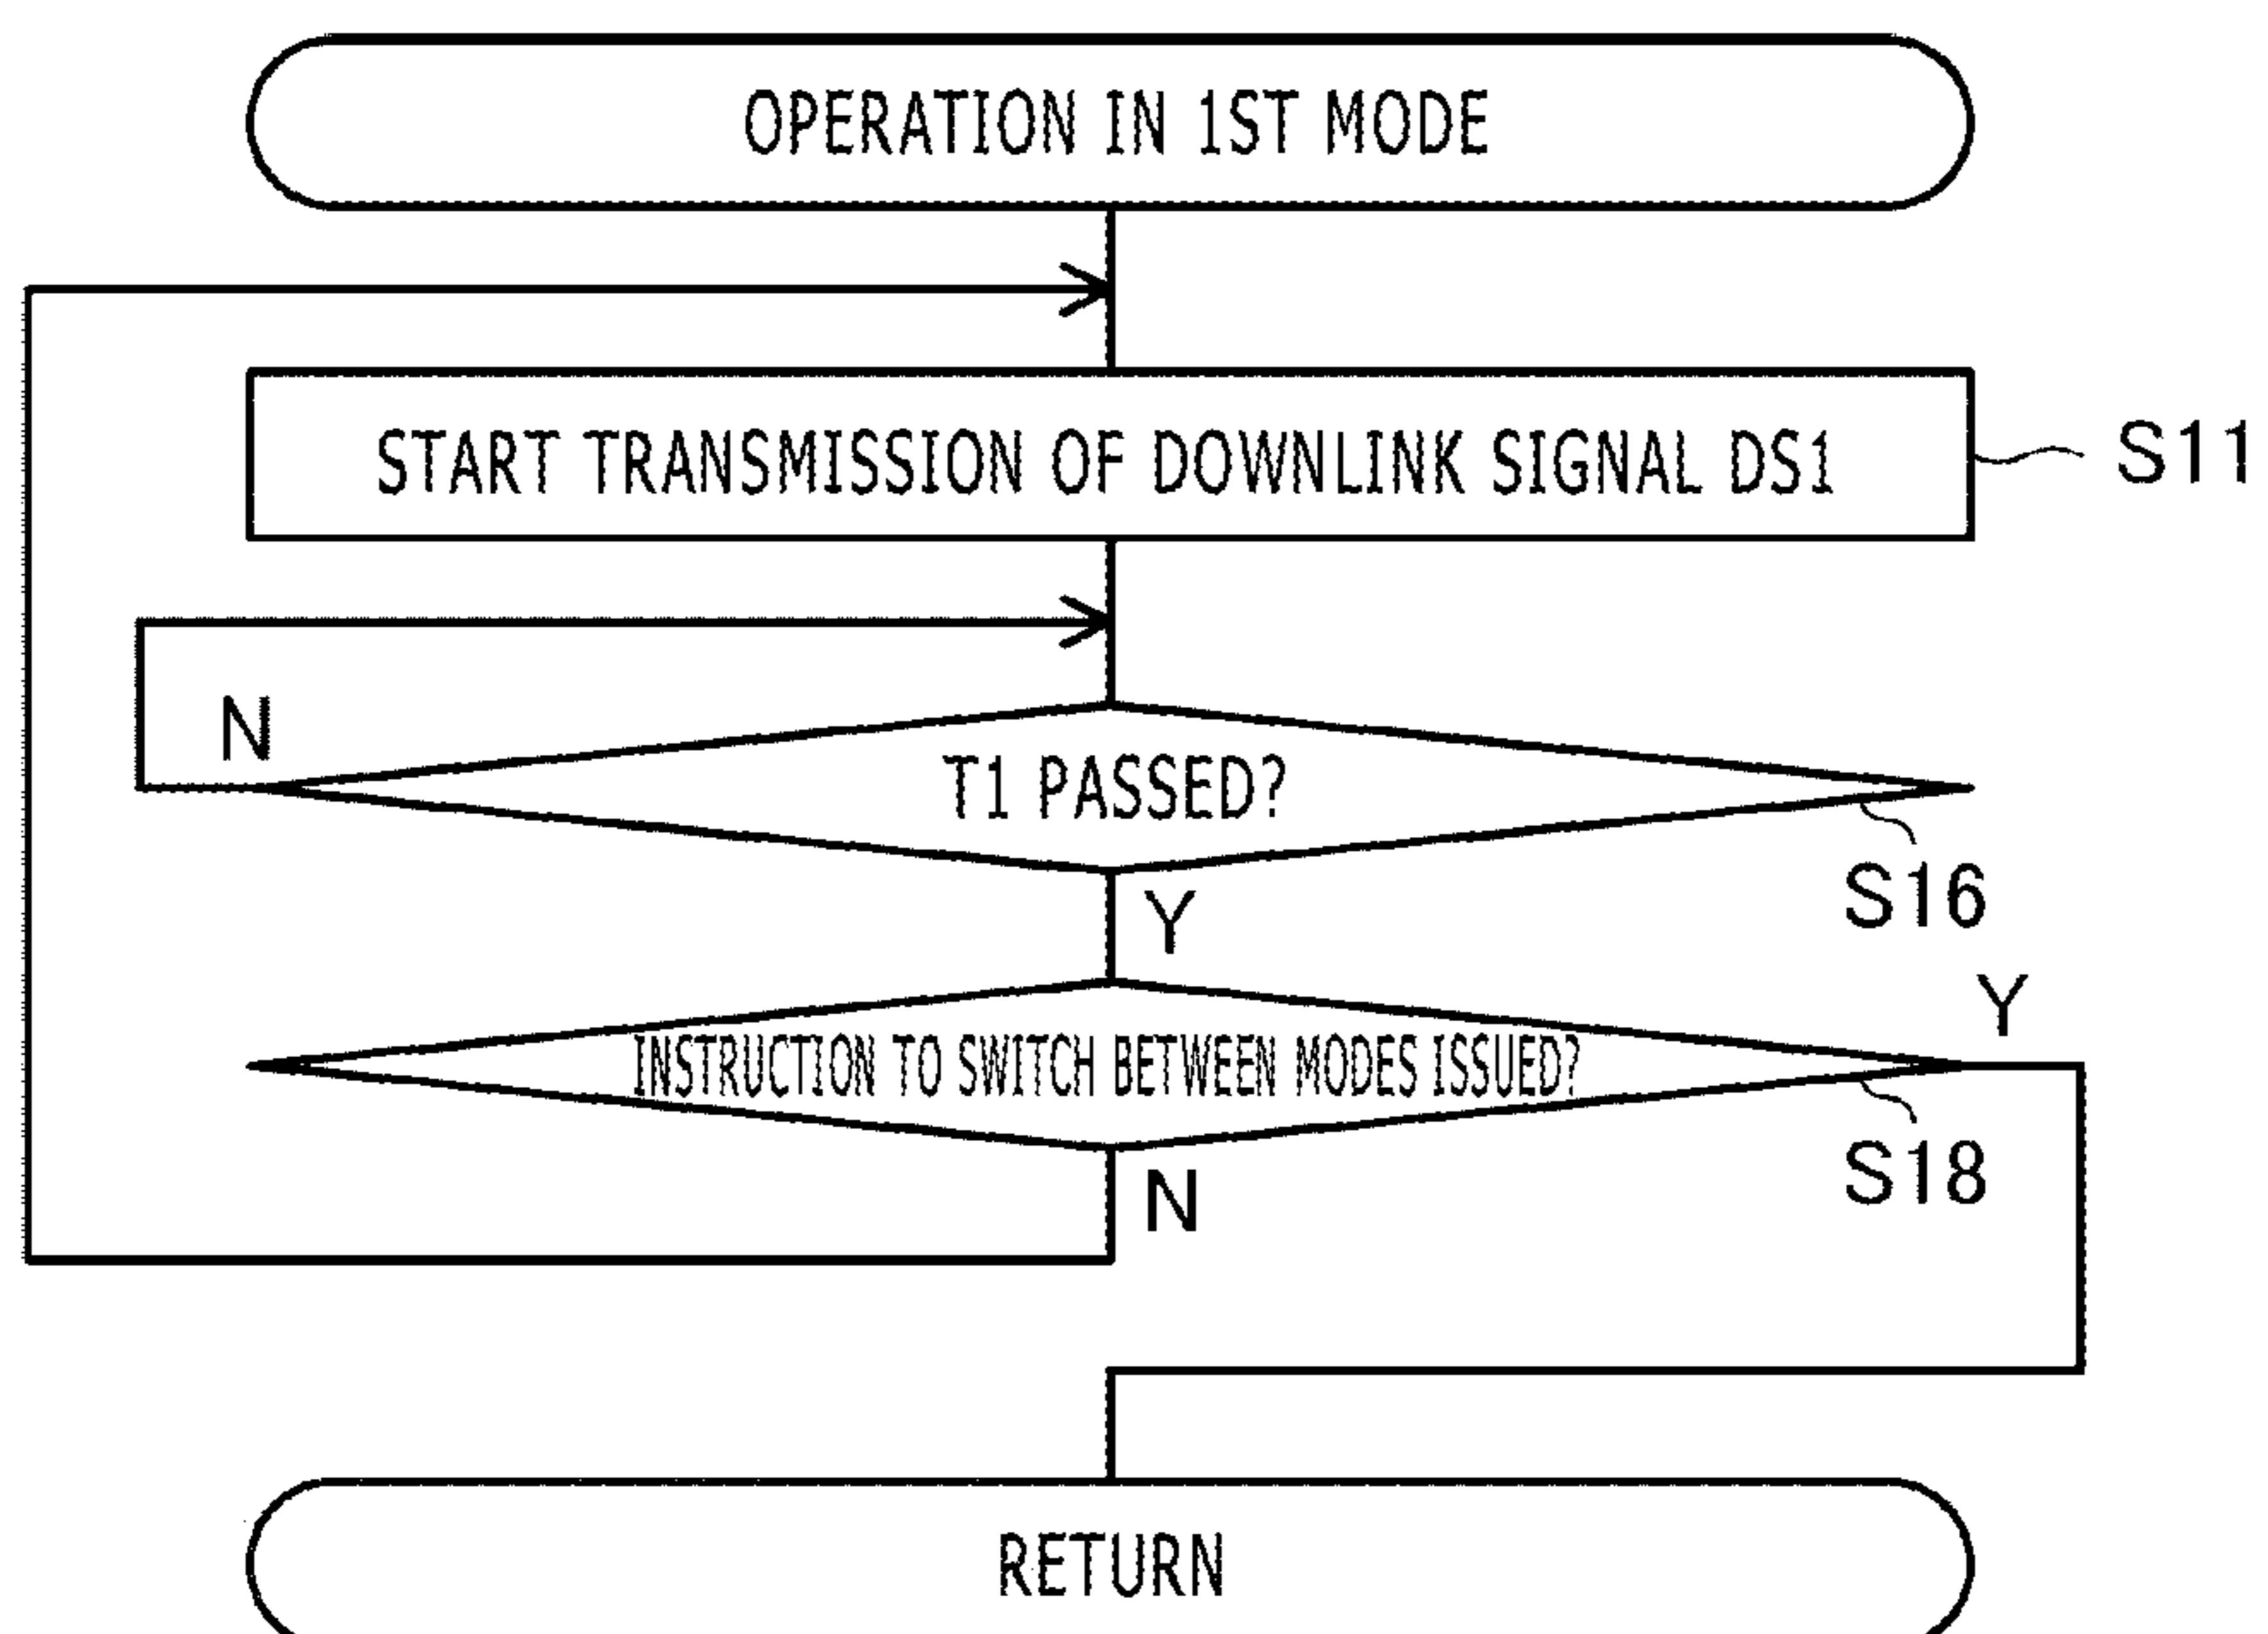 OPERATION IN 1ST MODE
START TRANSMISSION OF DOWNLINK SIGNAL DS1
S11
N
T1 PASSED?
S16
Y
Y
INSTRUCTION TO SWITCH BETWEEN MODES ISSUED?
S18
N
RETURN